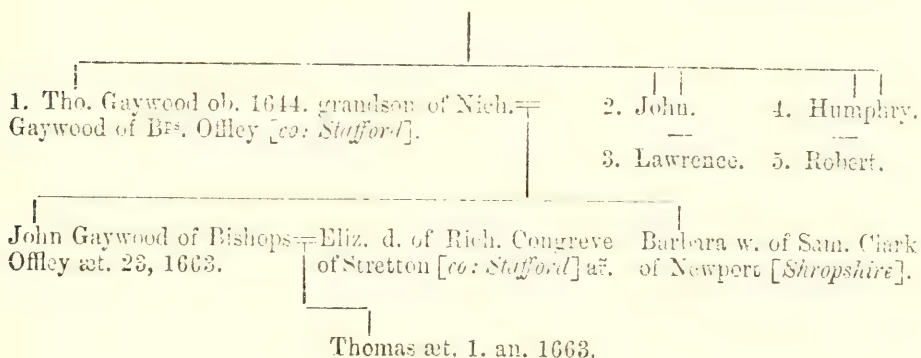 1. Tho. Gaywood ob. 1644. grandson of Nich.
Gaywood of Bps. Offley [co: Stafford].
2. John. 4. Humphry.
3. Lawrence. 5. Robert.
John Gaywood of Bishops
Offley æt. 23, 1663.
Eliz. d. of Rich. Congreve
of Stretton [co: Stafford] ar̃.
Barbara w. of Sam. Clark
of Newport [Shropshire].
Thomas æt. 1. an. 1663.